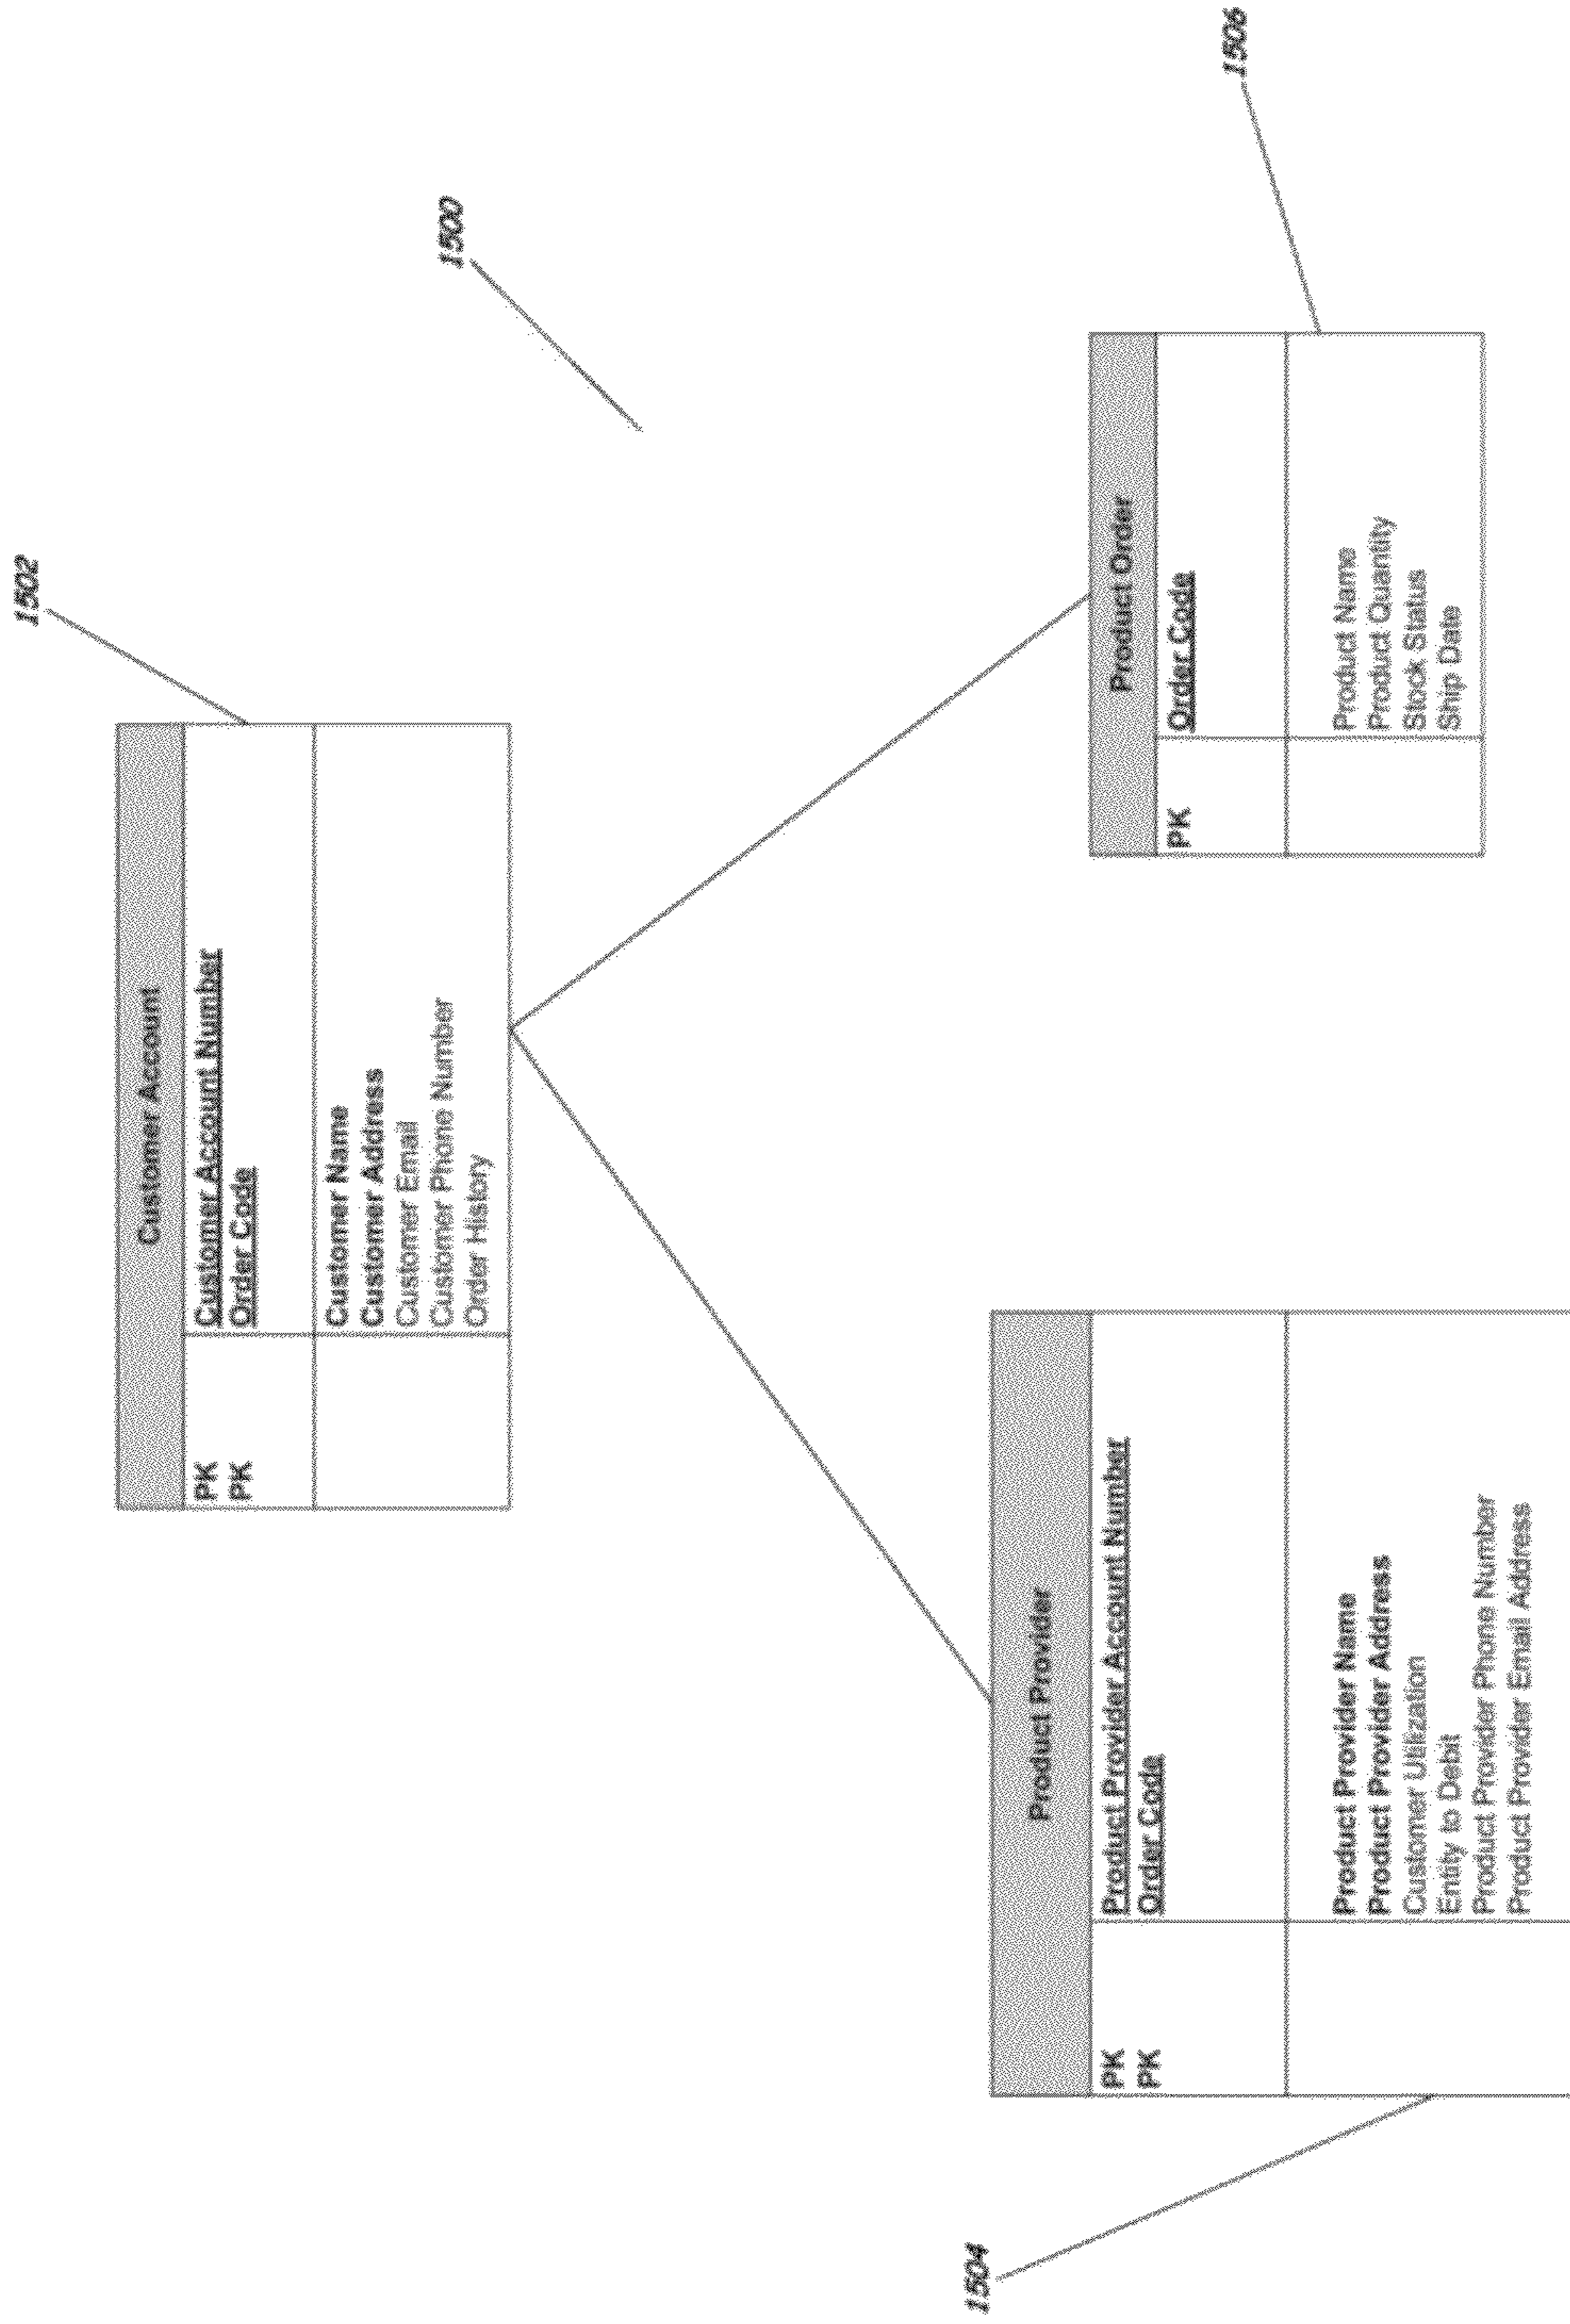 1500
1502
Customer Account
PK Customer Account Number
PK Order Code
Customer Name
Customer Address
Customer Email
Customer Phone Number
Order History
1504
Product Provider
PK Product Provider Account Number
PK Order Code
Product Provider Name
Product Provider Address
Customer Utilization
Entity to Debit
Product Provider Phone Number
Product Provider Email Address
1506
Product Order
PK Order Code
Product Name
Product Quantity
Stock Status
Ship Date